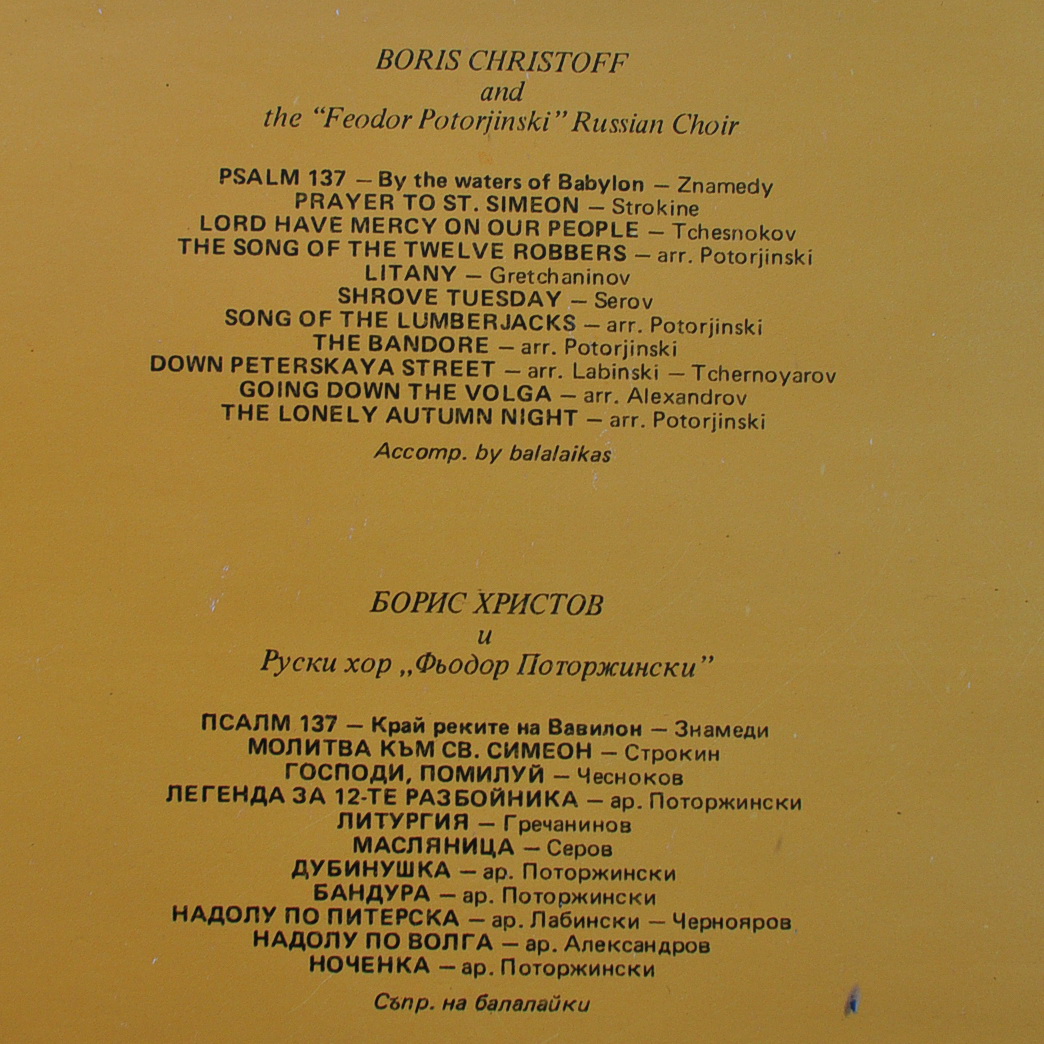 BORIS CHRISTOFF
and
the “Feodor Potorjinski” Russian Choir
PSALM 137 — By the waters of Babylon — Znamedy
PRAYER TO ST. SIMEON — Strokine
LORD HAVE MERCY ON OUR PEOPLE — Tchesnokov
THE SONG OF THE TWELVE ROBBERS — arr. Potorjinski
LITANY — Gretchaninov
SHROVE TUESDAY — Serov
SONG OF THE LUMBERJACKS — arr. Potorjinski
THE BANDORE — arr. Potorjinski
DOWN PETERSKAYA STREET — arr. Labinski — Tchernoyarov
GOING DOWN THE VOLGA — arr. Alexandrov
THE LONELY AUTUMN NIGHT — arr. Potorjinski
Accomp. by balalaikas
БОРИС ХРИСТОВ
и
Руски хор „Фьодор Поторжински”
ПСАЛМ 137 — Край реките на Вавилон — Знамеди
МОЛИТВА КЪМ СВ. СИМЕОН — Строкин
ГОСПОДИ, ПОМИЛУЙ — Чесноков
ЛЕГЕНДА ЗА 12-ТЕ РАЗБОЙНИКА — ар. Поторжински
ЛИТУРГИЯ — Гречанинов
МАСЛЯНИЦА — Серов
ДУБИНУШКА — ар. Поторжински
БАНДУРА — ар. Поторжински
НАДОЛУ ПО ПИТЕРСКА — ар. Лабински — Чернояров
НАДОЛУ ПО ВОЛГА — ар. Александров
НОЧЕНКА — ар. Поторжински
Съпр. на балалайки